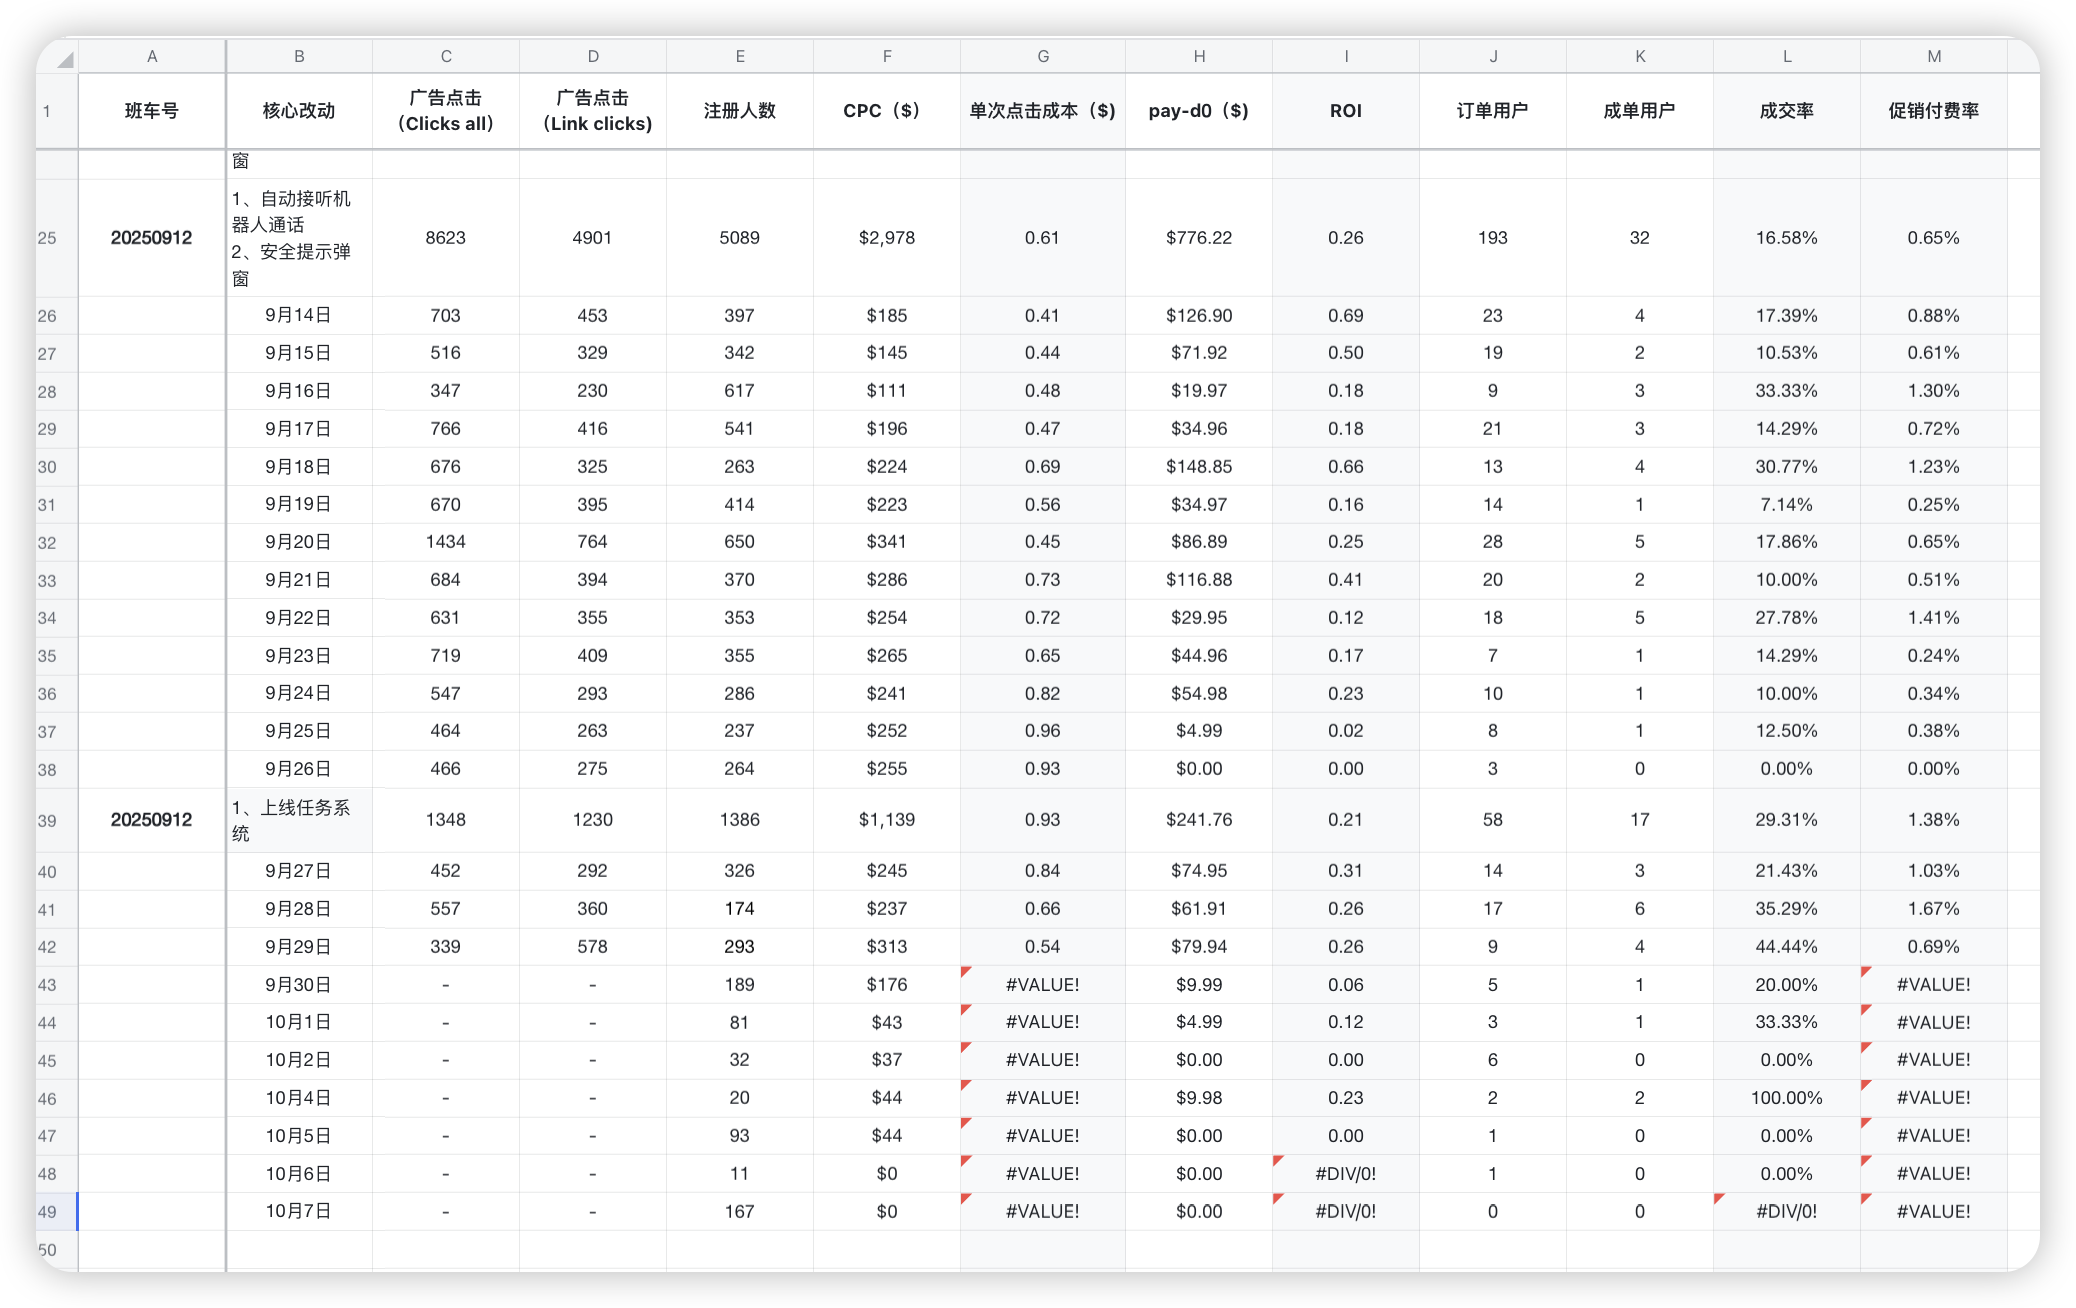 A B C D E F G H I J K L M
1 班车号 核心改动 广告点击（Clicks all） 广告点击（Link clicks) 注册人数 CPC（$） 单次点击成本（$） pay-d0（$） ROI 订单用户 成单用户 成交率 促销付费率
窗
25 20250912 1、自动接听机器人通话 2、安全提示弹窗 8623 4901 5089 $2,978 0.61 $776.22 0.26 193 32 16.58% 0.65%
26 9月14日 703 453 397 $185 0.41 $126.90 0.69 23 4 17.39% 0.88%
27 9月15日 516 329 342 $145 0.44 $71.92 0.50 19 2 10.53% 0.61%
28 9月16日 347 230 617 $111 0.48 $19.97 0.18 9 3 33.33% 1.30%
29 9月17日 766 416 541 $196 0.47 $34.96 0.18 21 3 14.29% 0.72%
30 9月18日 676 325 263 $224 0.69 $148.85 0.66 13 4 30.77% 1.23%
31 9月19日 670 395 414 $223 0.56 $34.97 0.16 14 1 7.14% 0.25%
32 9月20日 1434 764 650 $341 0.45 $86.89 0.25 28 5 17.86% 0.65%
33 9月21日 684 394 370 $286 0.73 $116.88 0.41 20 2 10.00% 0.51%
34 9月22日 631 355 353 $254 0.72 $29.95 0.12 18 5 27.78% 1.41%
35 9月23日 719 409 355 $265 0.65 $44.96 0.17 7 1 14.29% 0.24%
36 9月24日 547 293 286 $241 0.82 $54.98 0.23 10 1 10.00% 0.34%
37 9月25日 464 263 237 $252 0.96 $4.99 0.02 8 1 12.50% 0.38%
38 9月26日 466 275 264 $255 0.93 $0.00 0.00 3 0 0.00% 0.00%
39 20250912 1、上线任务系统 1348 1230 1386 $1,139 0.93 $241.76 0.21 58 17 29.31% 1.38%
40 9月27日 452 292 326 $245 0.84 $74.95 0.31 14 3 21.43% 1.03%
41 9月28日 557 360 174 $237 0.66 $61.91 0.26 17 6 35.29% 1.67%
42 9月29日 339 578 293 $313 0.54 $79.94 0.26 9 4 44.44% 0.69%
43 9月30日 - - 189 $176 #VALUE! $9.99 0.06 5 1 20.00% #VALUE!
44 10月1日 - - 81 $43 #VALUE! $4.99 0.12 3 1 33.33% #VALUE!
45 10月2日 - - 32 $37 #VALUE! $0.00 0.00 6 0 0.00% #VALUE!
46 10月4日 - - 20 $44 #VALUE! $9.98 0.23 2 2 100.00% #VALUE!
47 10月5日 - - 93 $44 #VALUE! $0.00 0.00 1 0 0.00% #VALUE!
48 10月6日 - - 11 $0 #VALUE! $0.00 #DIV/0! 1 0 0.00% #VALUE!
49 10月7日 - - 167 $0 #VALUE! $0.00 #DIV/0! 0 0 #DIV/0! #VALUE!
50